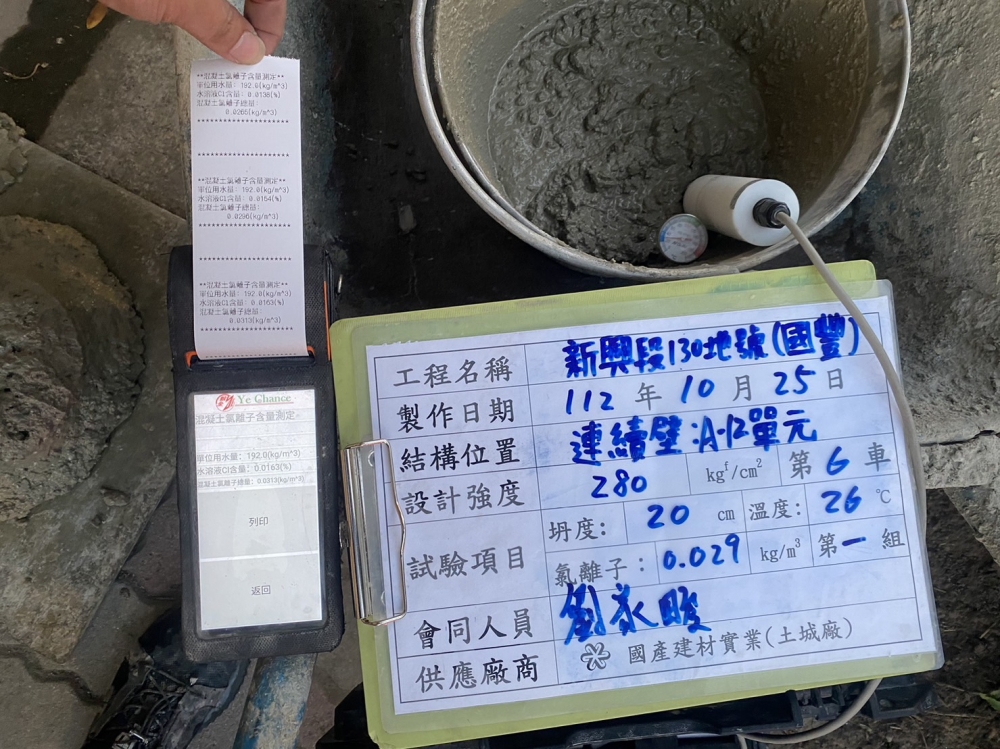 **混凝土氯離子含量測定**
單位用水量: 192.0(kg/m^3)
水溶液Cl含量: 0.0138(%)
混凝土氯離子總量:
0.0265(kg/m^3)
********************
********************
**混凝土氯離子含量測定**
單位用水量: 192.0(kg/m^3)
水溶液Cl含量: 0.0154(%)
混凝土氯離子總量:
0.0296(kg/m^3)
********************
********************
**混凝土氯離子含量測定**
單位用水量: 192.0(kg/m^3)
水溶液Cl含量: 0.0163(%)
混凝土氯離子總量:
0.0313(kg/m^3)
********************
Ye Chance
混凝土氯離子含量測定
單位用水量: 192.0(kg/m^3)
水溶液Cl含量: 0.0163(%)
混凝土氯離子總量: 0.0313(kg/m^3)
列印
返回
工程名稱 新興段130地號(國豐)
製作日期 112 年 10 月 25 日
結構位置 連續壁:A-12單元
設計強度 280 kgf/cm² 第 6 車
試驗項目 坍度: 20 cm 溫度: 26 ℃
氯離子: 0.029 kg/m³ 第 一 組
會同人員 劉
供應廠商 國產建材實業(土城廠)